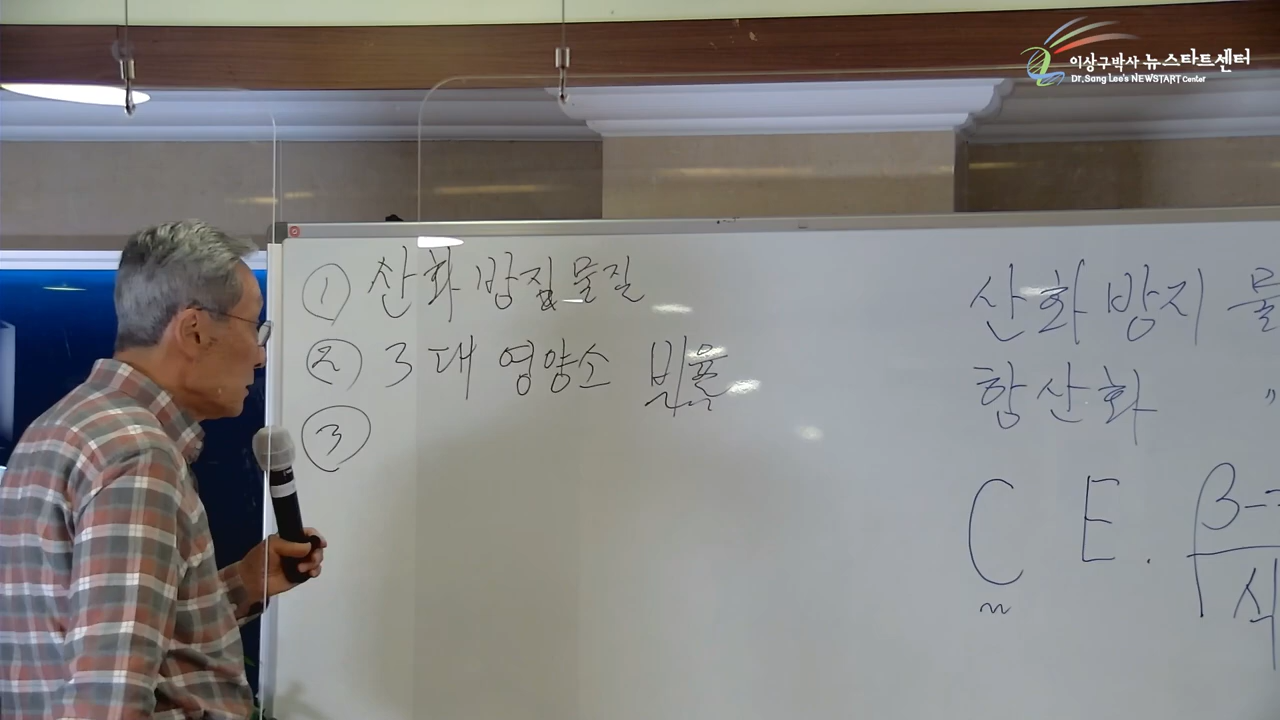 이상구박사 뉴스타트센터
Dr. Sang Lee's NEWSTART Center
① 산화 방지 물질
② 3대 영양소 비율
③
산화 방지 물
항산화 "
C E. β-